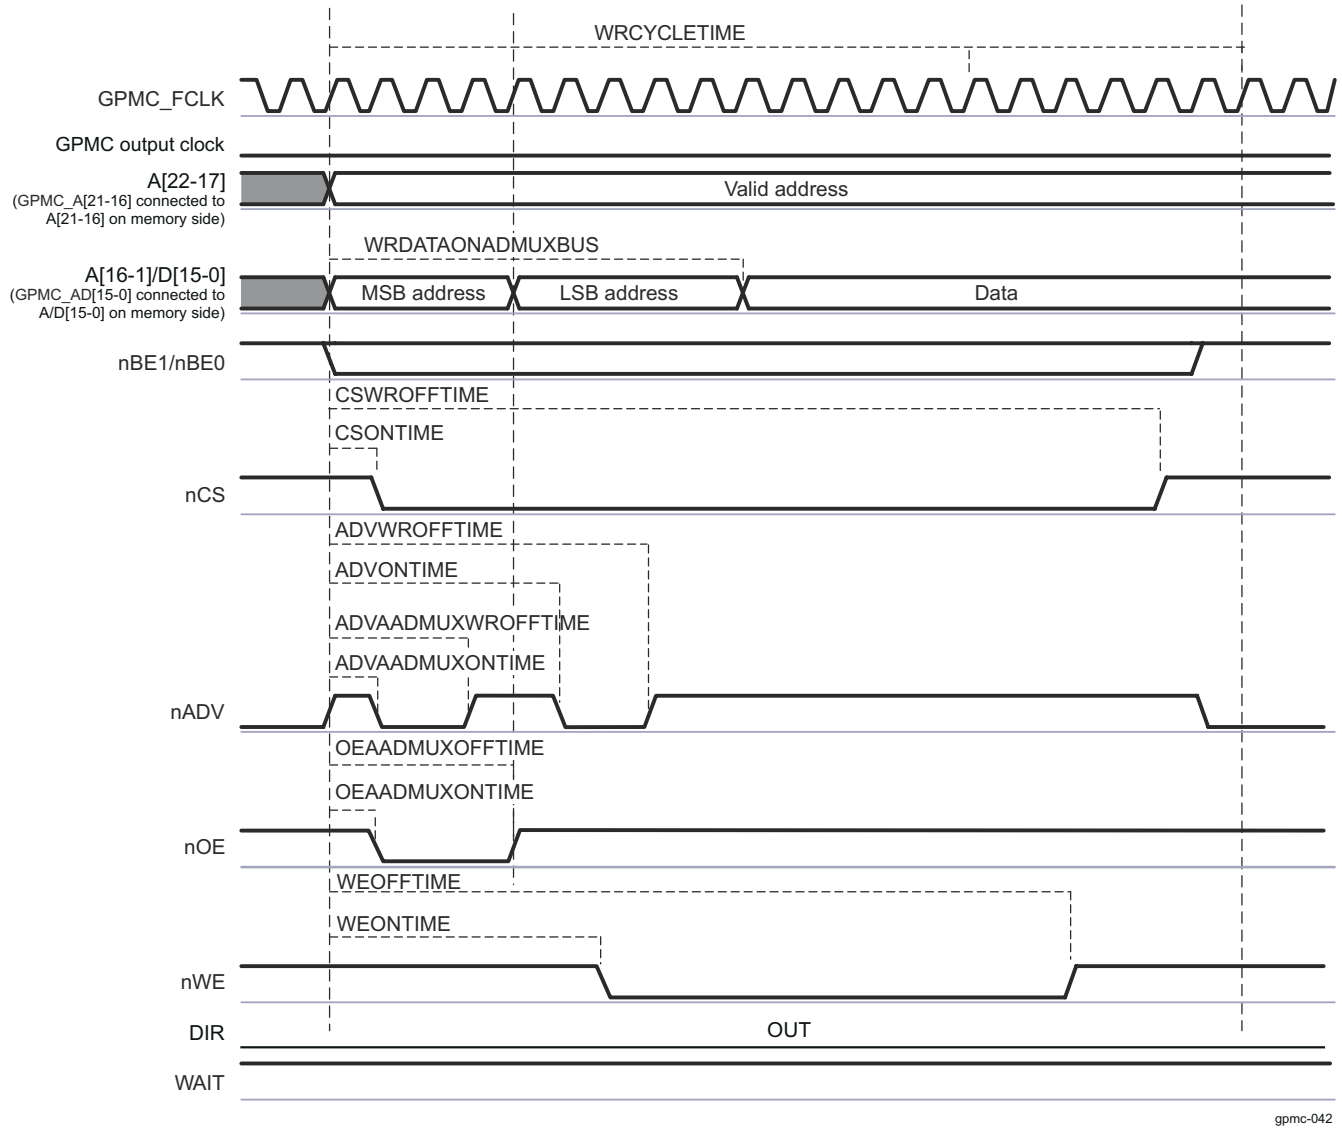 WRCYCLETIME
GPMC_FCLK
GPMC output clock
A[22-17]
(GPMC_A[21-16] connected to
A[21-16] on memory side)
Valid address
WRDATAONADMUXBUS
A[16-1]/D[15-0]
(GPMC_AD[15-0] connected to
A/D[15-0] on memory side)
MSB address
LSB address
Data
nBE1/nBE0
CSWROFFTIME
CSONTIME
nCS
ADVWROFFTIME
ADVONTIME
ADVAADMUXWROFFTIME
ADVAADMUXONTIME
nADV
OEAADMUXOFFTIME
OEAADMUXONTIME
nOE
WEOFFTIME
WEONTIME
nWE
DIR
OUT
WAIT
gpmc-042